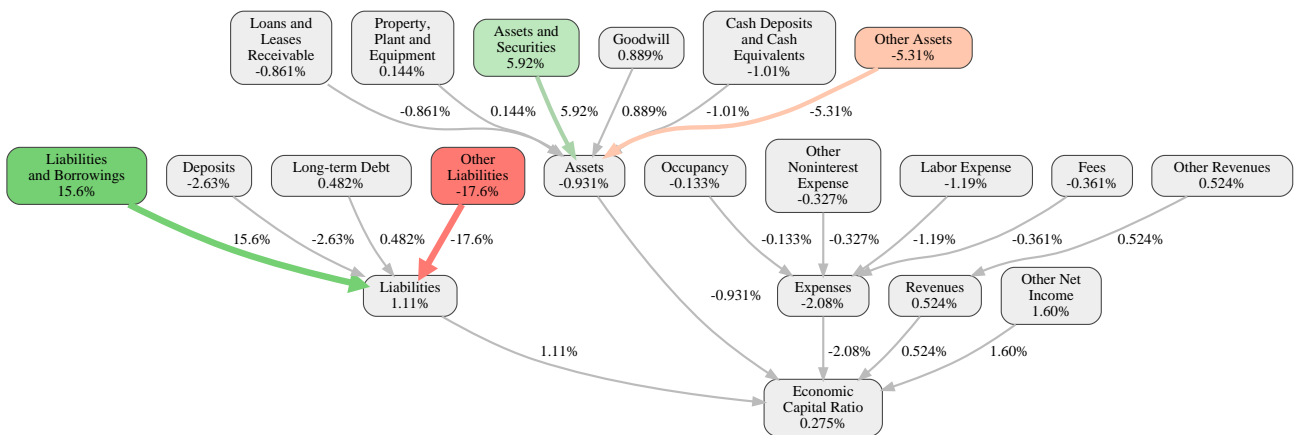 Loans and
Leases
Receivable
-0.861%
Property,
Plant and
Equipment
0.144%
Assets and
Securities
5.92%
Goodwill
0.889%
Cash Deposits
and Cash
Equivalents
-1.01%
Other Assets
-5.31%
-0.861%
0.144%
5.92%
0.889%
-1.01%
-5.31%
Liabilities
and Borrowings
15.6%
Deposits
-2.63%
Long-term Debt
0.482%
Other
Liabilities
-17.6%
Assets
-0.931%
Occupancy
-0.133%
Other
Noninterest
Expense
-0.327%
Labor Expense
-1.19%
Fees
-0.361%
Other Revenues
0.524%
15.6%
-2.63%
0.482%
-17.6%
-0.133%
-0.327%
-1.19%
-0.361%
0.524%
Liabilities
1.11%
-0.931%
Expenses
-2.08%
Revenues
0.524%
Other Net
Income
1.60%
1.11%
-2.08%
0.524%
1.60%
Economic
Capital Ratio
0.275%